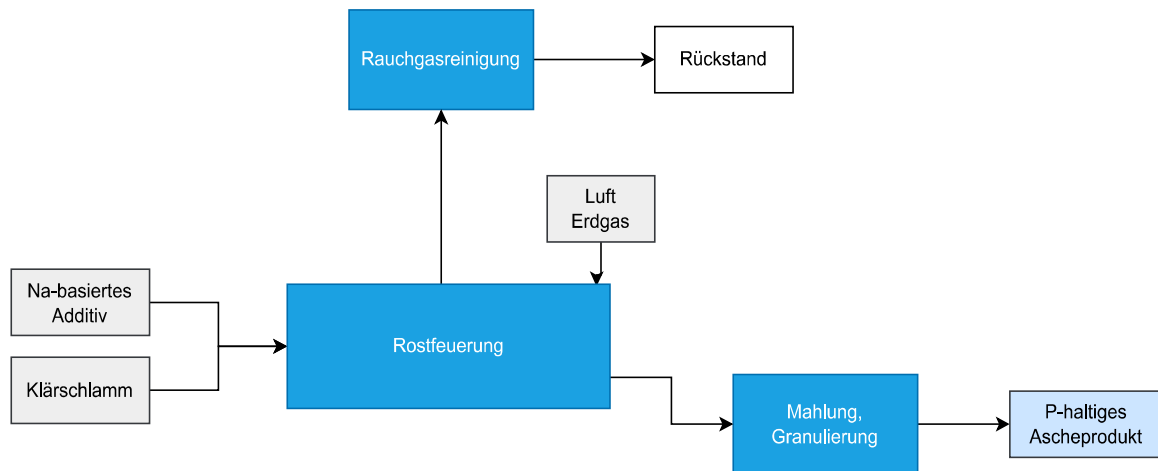 Rauchgasreinigung
Rückstand
Luft
Erdgas
Na-basiertes
Additiv
Rostfeuerung
Klärschlamm
Mahlung,
Granulierung
P-haltiges
Ascheprodukt